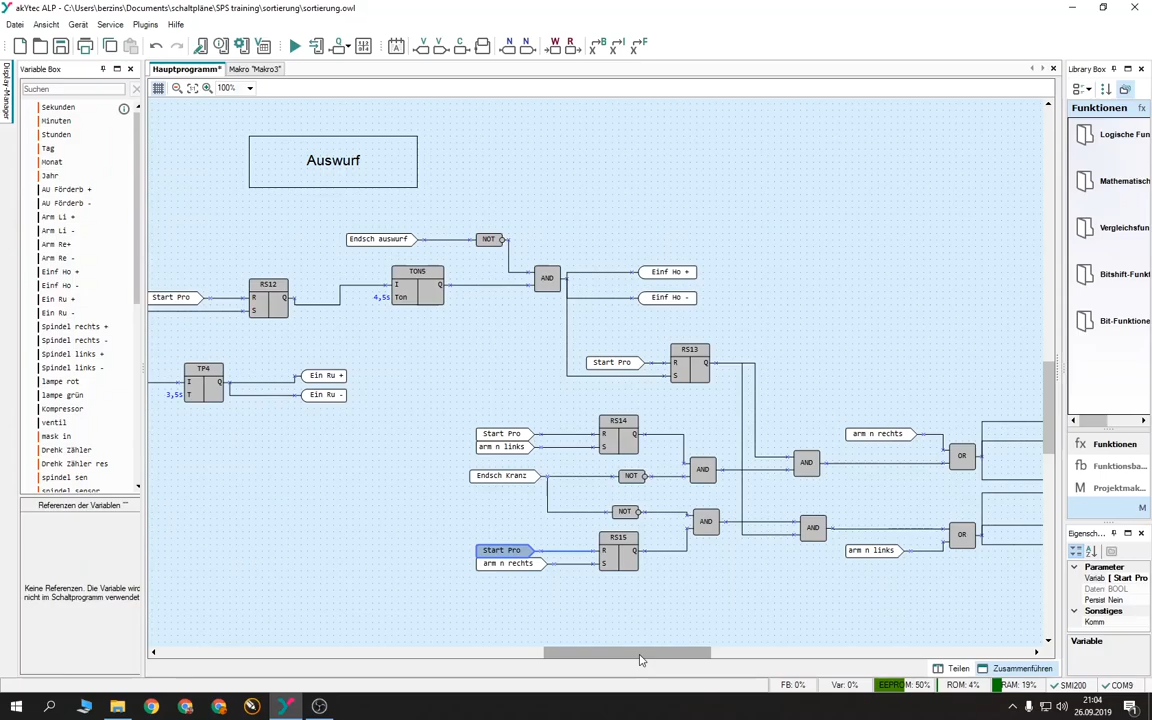 akYtec ALP - C:\Users\berzins\Documents\schaltpläne\SPS training\sortierung\sortierung.owl
Datei Ansicht Gerät Service Plugins Hilfe
Display-Manager
Variable Box
Suchen
Sekunden
Minuten
Stunden
Tag
Monat
Jahr
AU Förderb +
AU Förderb -
Arm Li +
Arm Li -
Arm Re+
Arm Re -
Einf Ho +
Einf Ho -
Ein Ru +
Ein Ru -
Spindel rechts +
Spindel rechts -
Spindel links +
Spindel links -
lampe rot
lampe grün
Kompressor
ventil
mask in
Drehk Zähler
Drehk Zähler res
spindel sen
spindel sensor
Referenzen der Variablen ""
Keine Referenzen. Die Variable wird
nicht im Schaltprogramm verwendet
Hauptprogramm* Makro "Makro3"
100%
Auswurf
Endsch auswurf NOT
TON5
I Q
4,5s Ton
AND
Einf Ho +
Einf Ho -
RS12
Start Pro R Q
S
RS13
Start Pro R Q
S
TP4
I Q
3,5s T
Ein Ru +
Ein Ru -
RS14
Start Pro R Q
arm n links S
arm n rechts
AND
AND
OR
Endsch Kranz NOT
NOT
AND
AND
OR
RS15
Start Pro R Q
arm n rechts S
arm n links
Library Box
Funktionen fx
Logische Fun
Mathematisch
Vergleichsfun
Bitshift-Funkt
Bit-Funktione
fx Funktionen
fb Funktionsba...
M Projektmak...
M
Eigensch...
Parameter
Variab [ Start Pro
Daten BOOL
Persist Nein
Sonstiges
Komm
Variable
Teilen Zusammenführen
FB: 0% Var: 0% EEPROM: 50% ROM: 4% RAM: 19% SMI200 COM9
21:04
26.09.2019